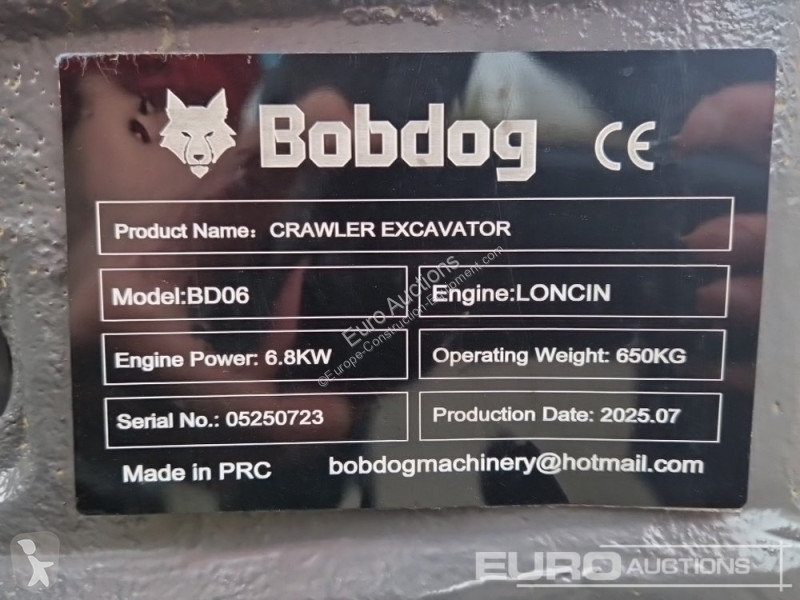 Bobdog CE
Product Name: CRAWLER EXCAVATOR
Model:BD06
Engine:LONCIN
Engine Power: 6.8KW
Operating Weight: 650KG
Serial No.: 05250723
Production Date: 2025.07
Made in PRC
bobdogmachinery@hotmail.com
Euro Auctions
©Europe-Construction-Equipment.com
EURO AUCTIONS